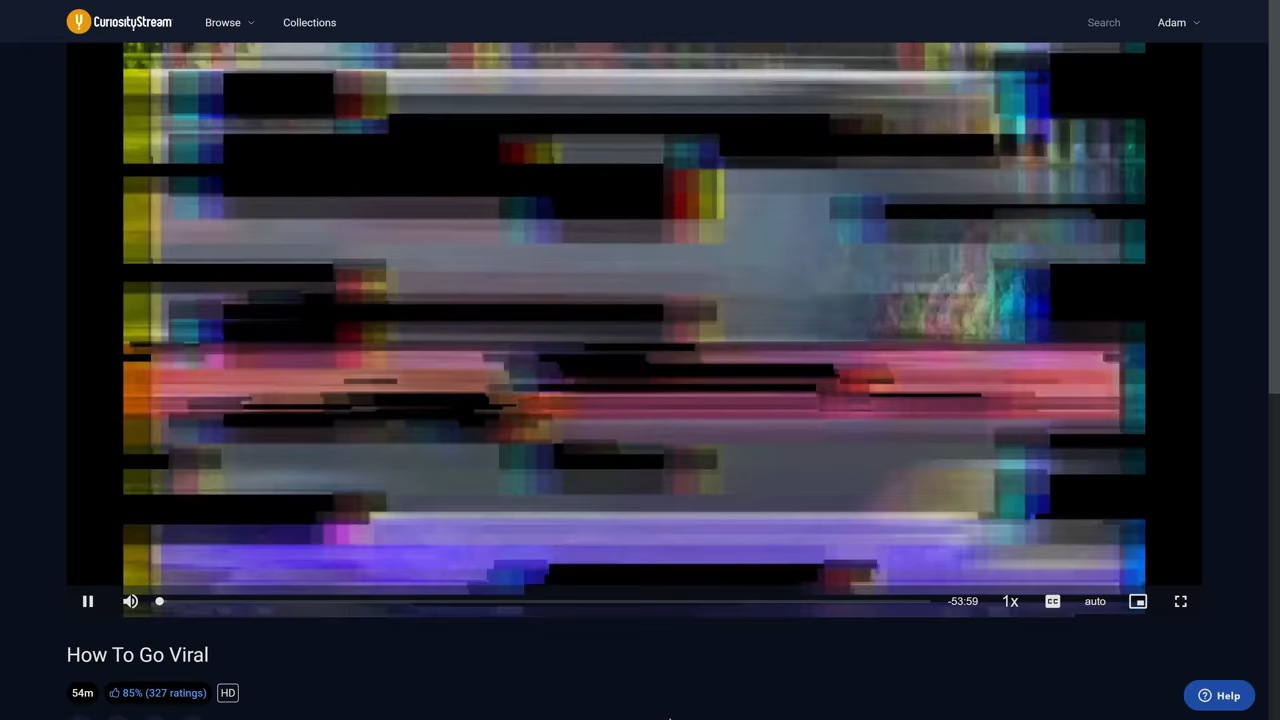 CURIOSITYSTREAM
Browse
Collections
Search
Adam
-53:59
1x
CC
auto
How To Go Viral
54m
85% (327 ratings)
HD
Help